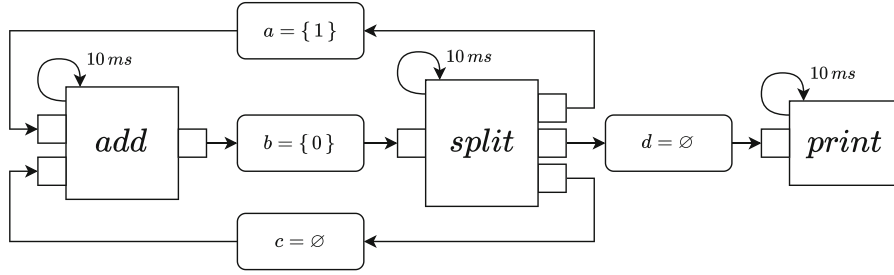 a = { 1 }
10 ms
10 ms
10 ms
add
b = { 0 }
split
d = ∅
print
c = ∅